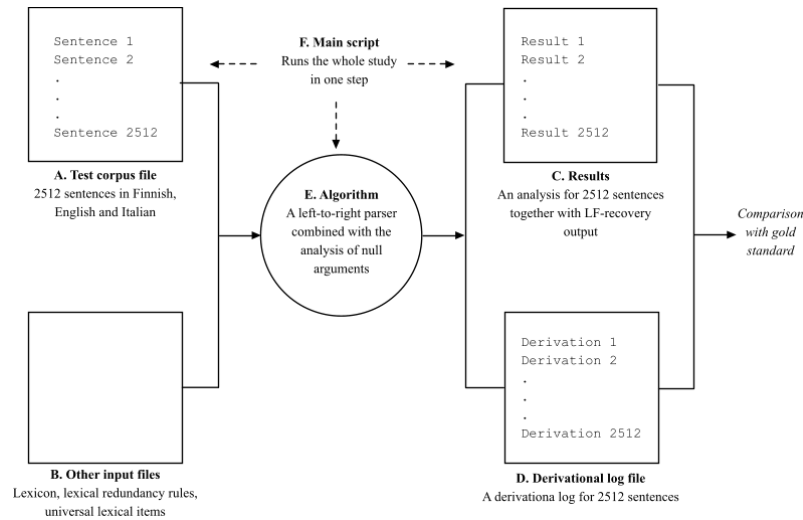 Sentence 1
Sentence 2
.
.
.
Sentence 2512
A. Test corpus file
2512 sentences in Finnish,
English and Italian
F. Main script
Runs the whole study
in one step
Result 1
Result 2
.
.
.
Result 2512
C. Results
An analysis for 2512 sentences
together with LF-recovery
output
E. Algorithm
A left-to-right parser
combined with the
analysis of null
arguments
Comparison
with gold
standard
B. Other input files
Lexicon, lexical redundancy rules,
universal lexical items
Derivation 1
Derivation 2
.
.
.
Derivation 2512
D. Derivational log file
A derivationa log for 2512 sentences